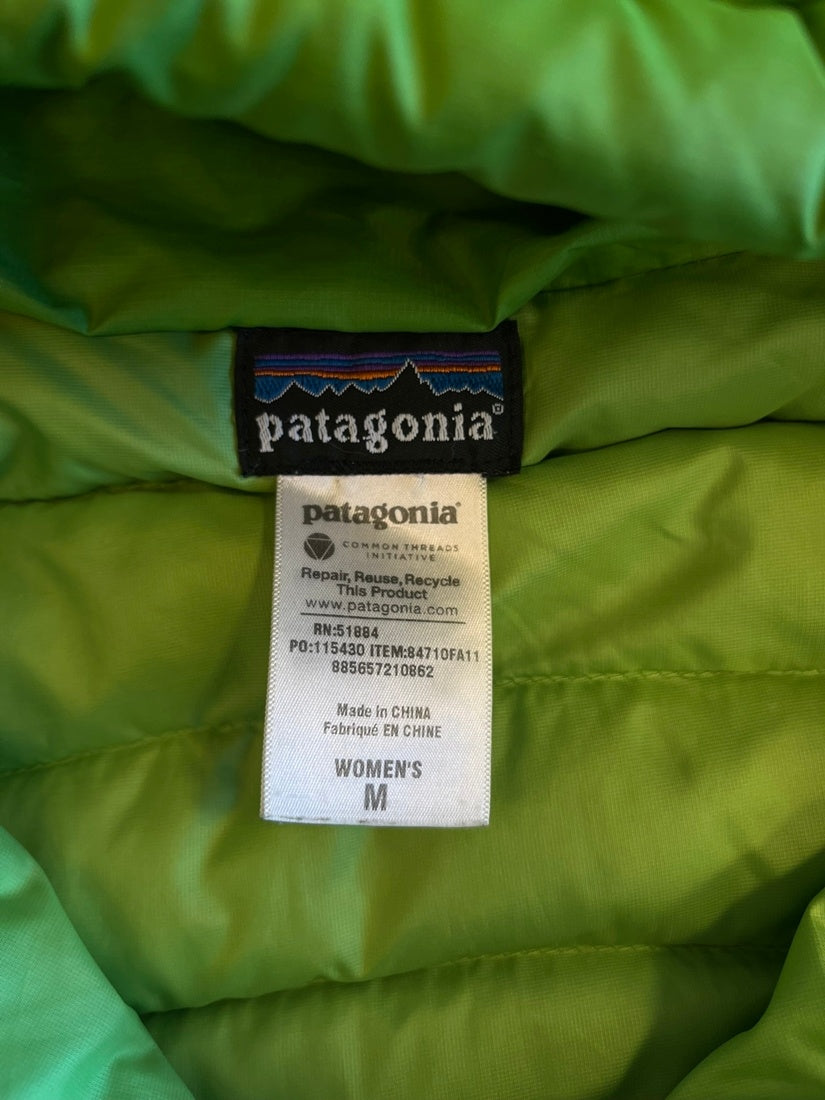 patagonia®
patagonia®
COMMON THREADS
INITIATIVE
Repair, Reuse, Recycle
This Product
www.patagonia.com
RN:51884
PO:115430 ITEM:84710FA11
885657210862
Made in CHINA
Fabriqué EN CHINE
WOMEN'S
M